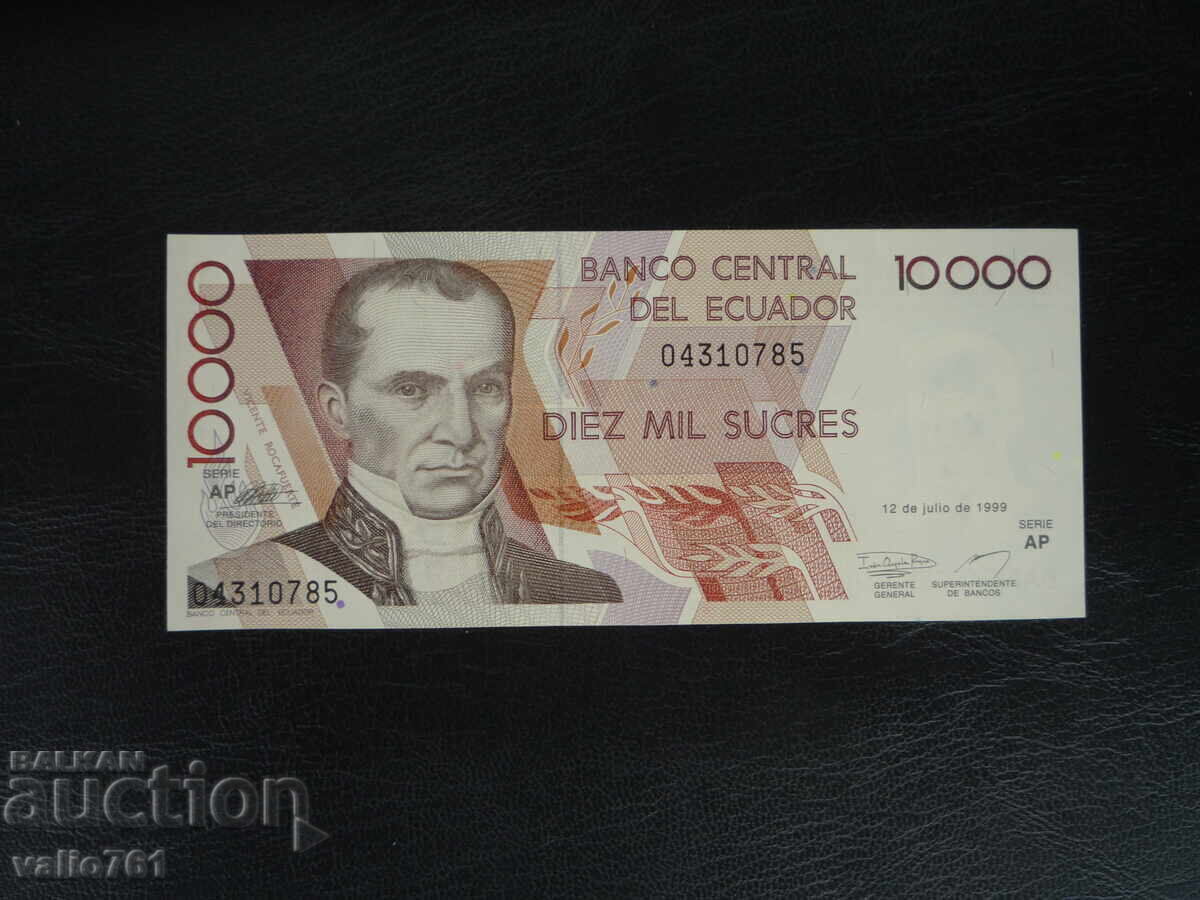 BANCO CENTRAL
DEL ECUADOR
10000
04310785
DIEZ MIL SUCRES
10000
VICENTE ROCAFUERTE
SERIE
AP
PRESIDENTE
DEL DIRECTORIO
12 de julio de 1999
SERIE
AP
GERENTE
GENERAL
SUPERINTENDENTE
DE BANCOS
04310785
BANCO CENTRAL DEL ECUADOR
BALKAN
auction
valio761